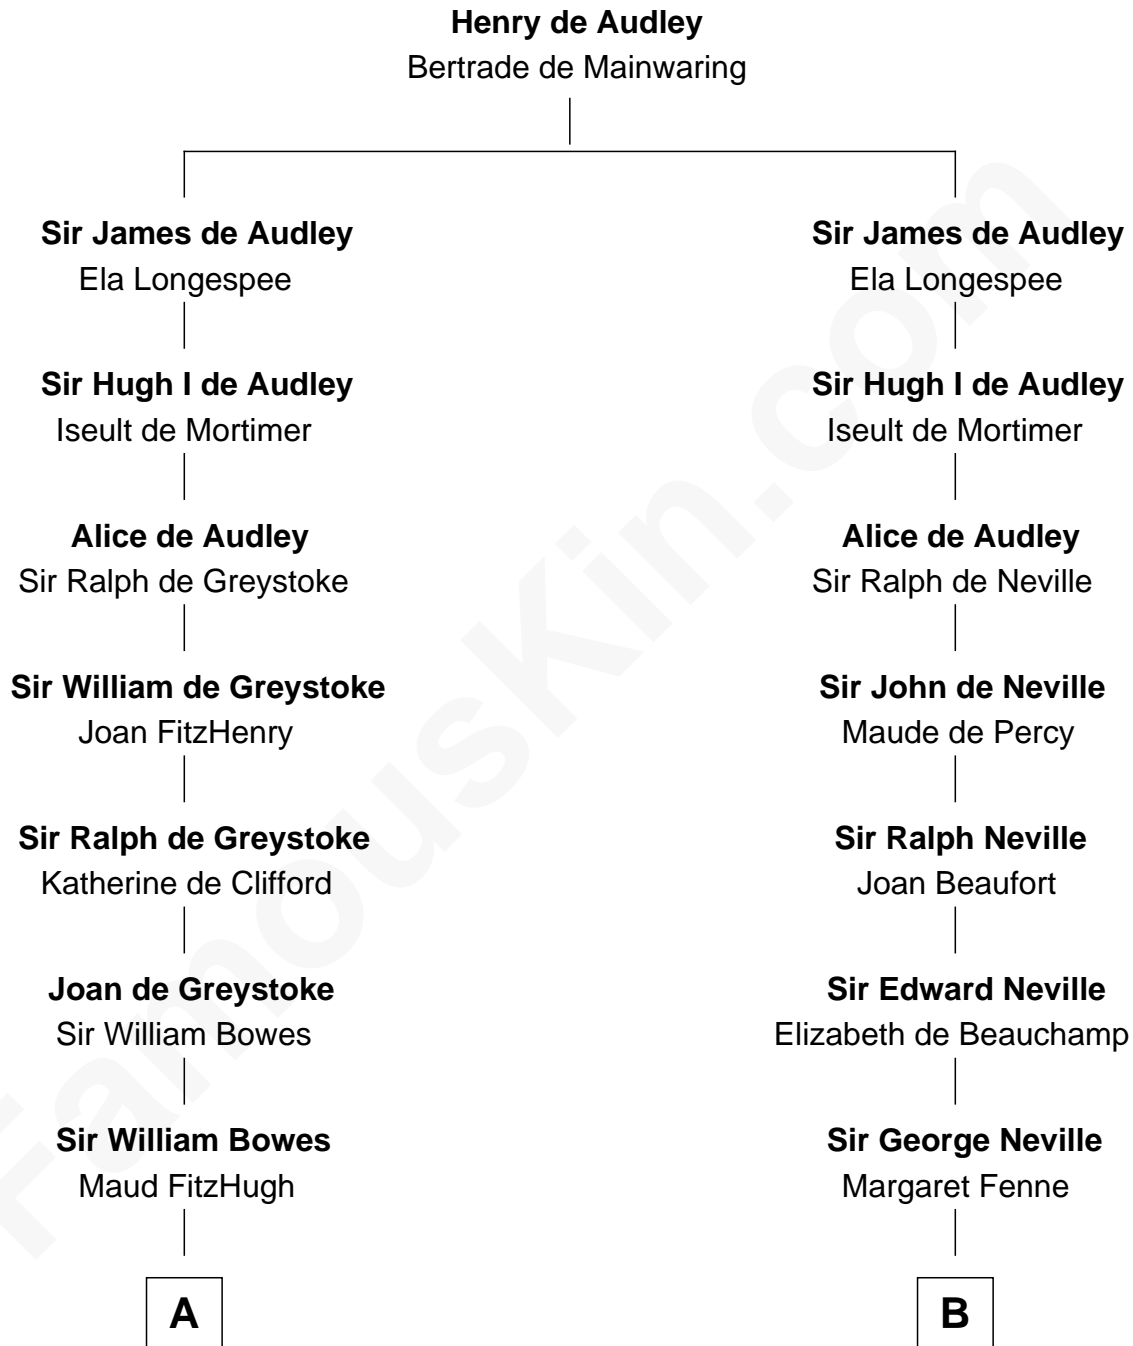 Henry de Audley
Bertrade de Mainwaring
Sir James de Audley
Ela Longespee
Sir Hugh I de Audley
Iseult de Mortimer
Alice de Audley
Sir Ralph de Greystoke
Sir William de Greystoke
Joan FitzHenry
Sir Ralph de Greystoke
Katherine de Clifford
Joan de Greystoke
Sir William Bowes
Sir William Bowes
Maud FitzHugh
A
Sir James de Audley
Ela Longespee
Sir Hugh I de Audley
Iseult de Mortimer
Alice de Audley
Sir Ralph de Neville
Sir John de Neville
Maude de Percy
Sir Ralph Neville
Joan Beaufort
Sir Edward Neville
Elizabeth de Beauchamp
Sir George Neville
Margaret Fenne
B
FamousKin.com